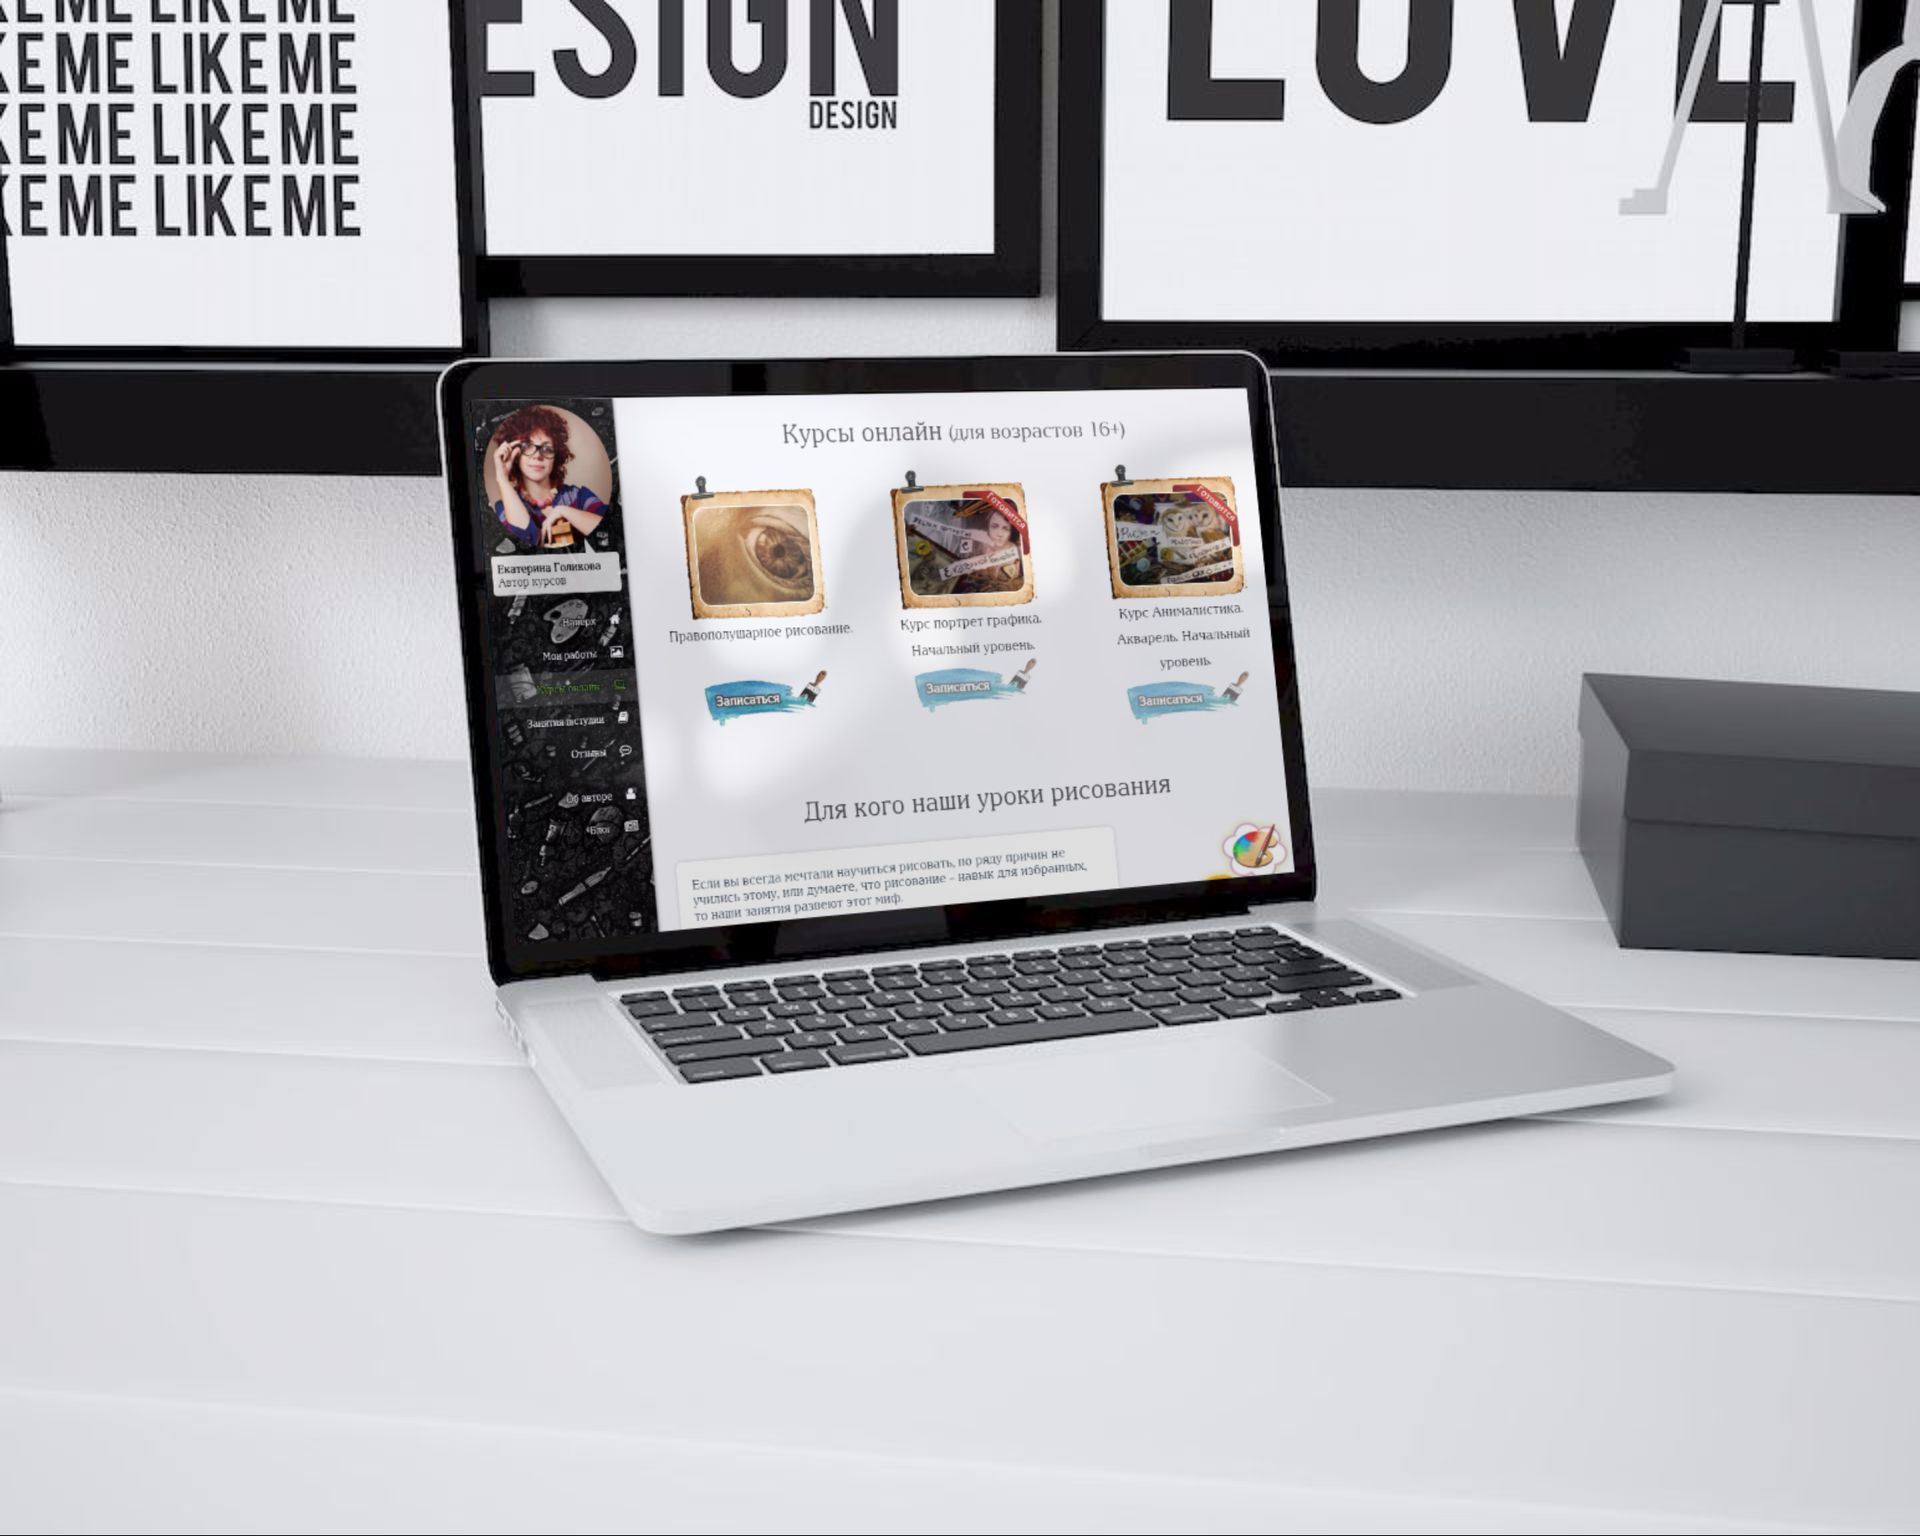 LIKE ME
KE ME LIKE ME
KE ME LIKE ME
KE ME LIKE ME
ESIGN
DESIGN
LOVE
Екатерина Голикова
Автор курсов
Наверх
Мои работы
Курсы онлайн
Занятия в студии
Отзывы
Об авторе
Блог
Курсы онлайн (для возрастов 16+)
Правополушарное рисование.
Записаться
Готовится
Курс портрет графика.
Начальный уровень.
Записаться
Готовится
Курс Анималистика.
Акварель. Начальный
уровень.
Записаться
Для кого наши уроки рисования
Если вы всегда мечтали научиться рисовать, по ряду причин не
учились этому, или думаете, что рисование - навык для избранных,
то наши занятия развеют этот миф.